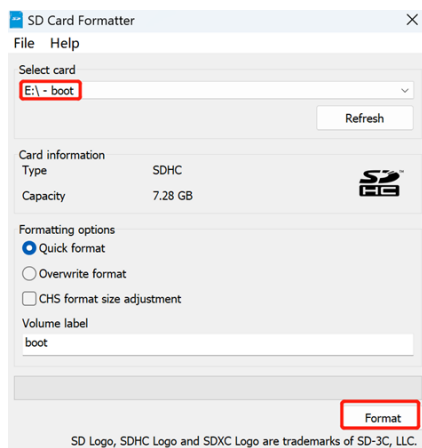 SD Card Formatter
File Help
Select card
E:\ - boot
Refresh
Card information
Type SDHC
Capacity 7.28 GB
SD HC
Formatting options
Quick format
Overwrite format
CHS format size adjustment
Volume label
boot
Format
SD Logo, SDHC Logo and SDXC Logo are trademarks of SD-3C, LLC.